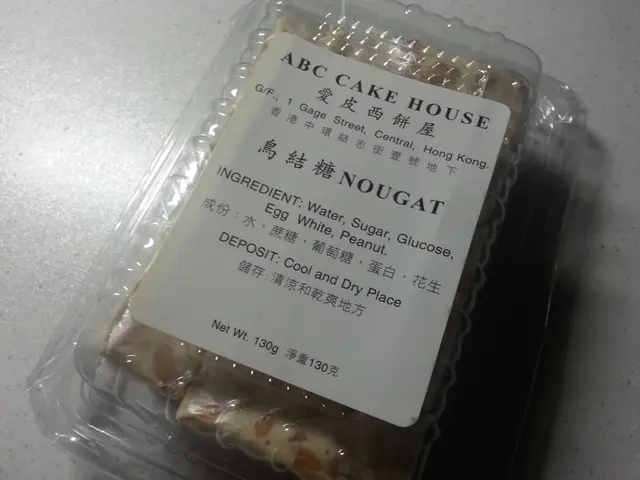 ABC CAKE HOUSE
愛皮西餅屋
G/F., 1 Gage Street, Central, Hong Kong.
香港中環結志街壹號地下
鳥結糖 NOUGAT
INGREDIENT: Water, Sugar, Glucose,
Egg White, Peanut.
成份：水，蔗糖，葡萄糖，蛋白，花生
DEPOSIT: Cool and Dry Place
儲存：清涼和乾爽地方
Net Wt. 130g 淨重130克